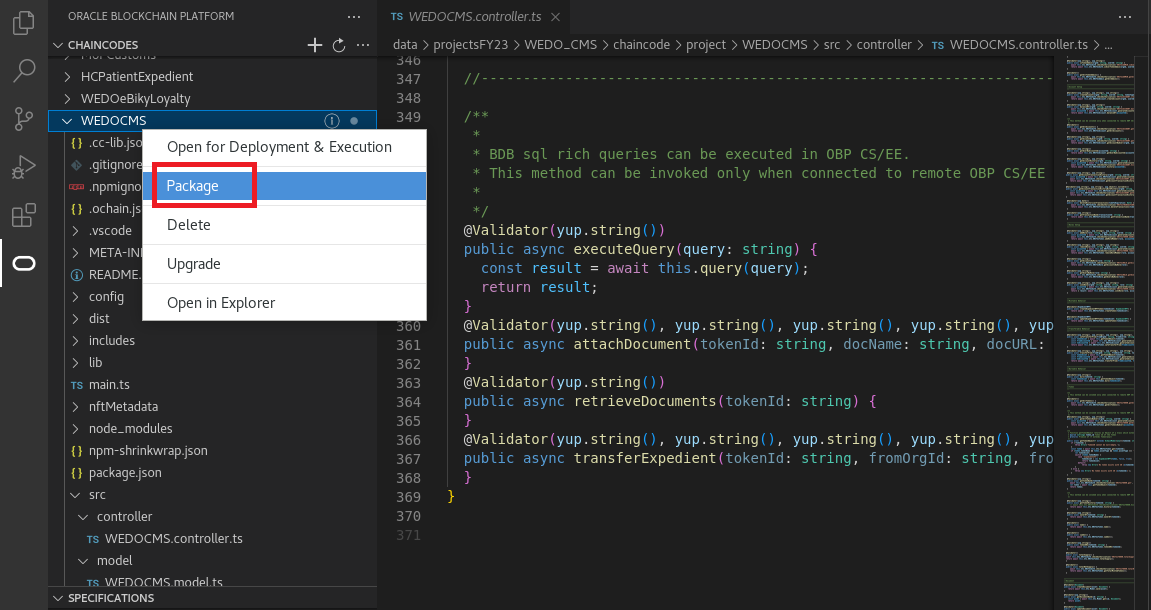 ORACLE BLOCKCHAIN PLATFORM
CHAINCODES
HCPatientExpedient
WEDOeBikyLoyalty
WEDOCMS
.cc-lib.jso
.gitignore
.npmigno
.ochain.js
.vscode
META-IN
README.
config
dist
includes
lib
TS main.ts
nftMetadata
node_modules
{} npm-shrinkwrap.json
{} package.json
src
controller
TS WEDOCMS.controller.ts
model
TS WEDOCMS.model.ts
SPECIFICATIONS
Open for Deployment & Execution
Package
Delete
Upgrade
Open in Explorer
TS WEDOCMS.controller.ts
data > projectsFY23 > WEDO_CMS > chaincode > project > WEDOCMS > src > controller > TS WEDOCMS.controller.ts > ...
346
347 //--------------------------------------------------------------------
348
349 /**
*
* BDB sql rich queries can be executed in OBP CS/EE.
* This method can be invoked only when connected to remote OBP CS/EE
*
*/
@Validator(yup.string())
public async executeQuery(query: string) {
const result = await this.query(query);
return result;
}
360 @Validator(yup.string(), yup.string(), yup.string(), yup.string(), yup
361 public async attachDocument(tokenId: string, docName: string, docURL:
362 }
363 @Validator(yup.string())
364 public async retrieveDocuments(tokenId: string) {
365 }
366 @Validator(yup.string(), yup.string(), yup.string(), yup.string(), yup
367 public async transferExpedient(tokenId: string, fromOrgId: string, fro
368 }
369 }
370
371